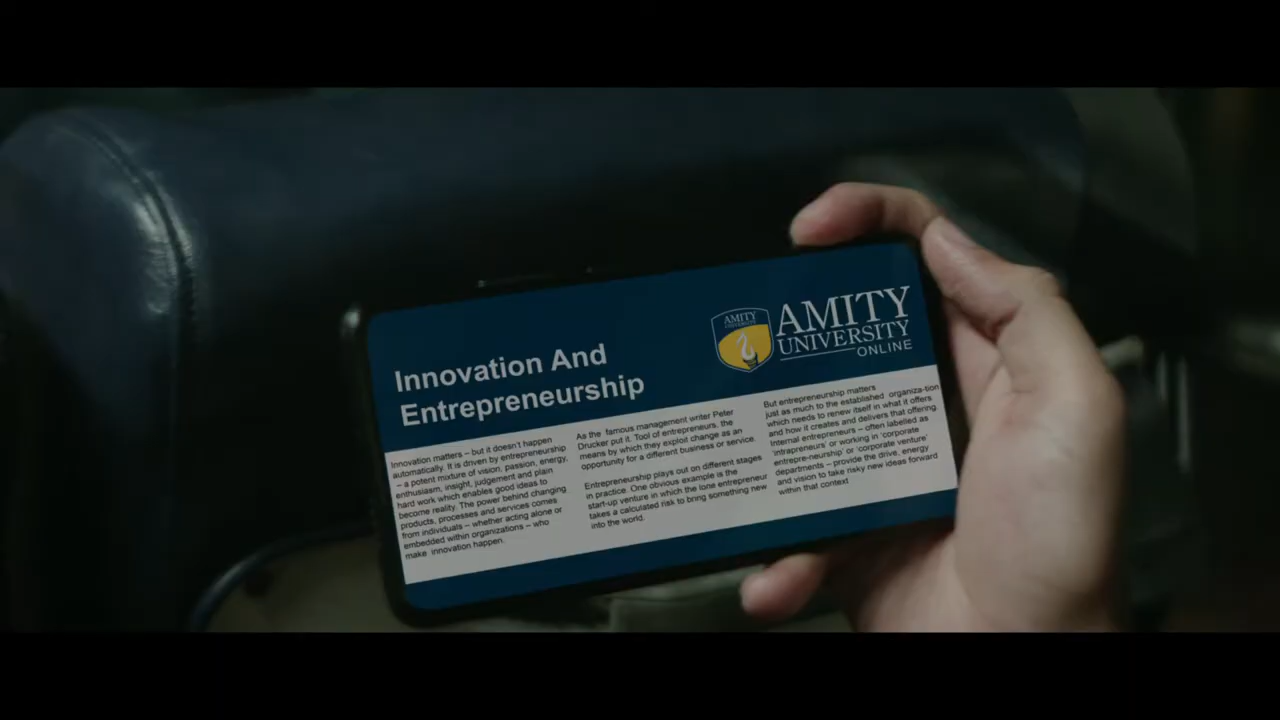 Innovation And
Entrepreneurship
AMITY
UNIVERSITY
AMITY
UNIVERSITY
ONLINE
Innovation matters – but it doesn't happen
automatically. It is driven by entrepreneurship
– a potent mixture of vision, passion, energy,
enthusiasm, insight, judgement and plain
hard work which enables good ideas to
become reality. The power behind changing
products, processes and services comes
from individuals – whether acting alone or
embedded within organizations – who
make innovation happen.
As the famous management writer Peter
Drucker put it. Tool of entrepreneurs. the
means by which they exploit change as an
opportunity for a different business or service.
Entrepreneurship plays out on different stages
in practice. One obvious example is the
start-up venture in which the lone entrepreneur
takes a calculated risk to bring something new
into the world.
But entrepreneurship matters
just as much to the established organiza-tion
which needs to renew itself in what it offers
and how it creates and delivers that offering.
Internal entrepreneurs – often labelled as
'intrapreneurs' or working in 'corporate
entrepre-neurship' or 'corporate venture'
departments – provide the drive, energy
and vision to take risky new ideas forward
within that context